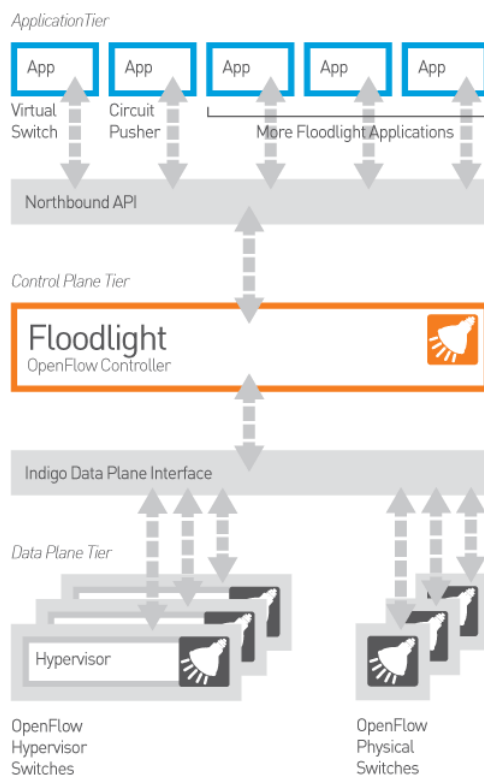 ApplicationTier
App
App
App
App
App
Virtual
Switch
Circuit
Pusher
More Floodlight Applications
Northbound API
Control Plane Tier
Floodlight
OpenFlow Controller
Indigo Data Plane Interface
Data Plane Tier
Hypervisor
OpenFlow
Hypervisor
Switches
OpenFlow
Physical
Switches